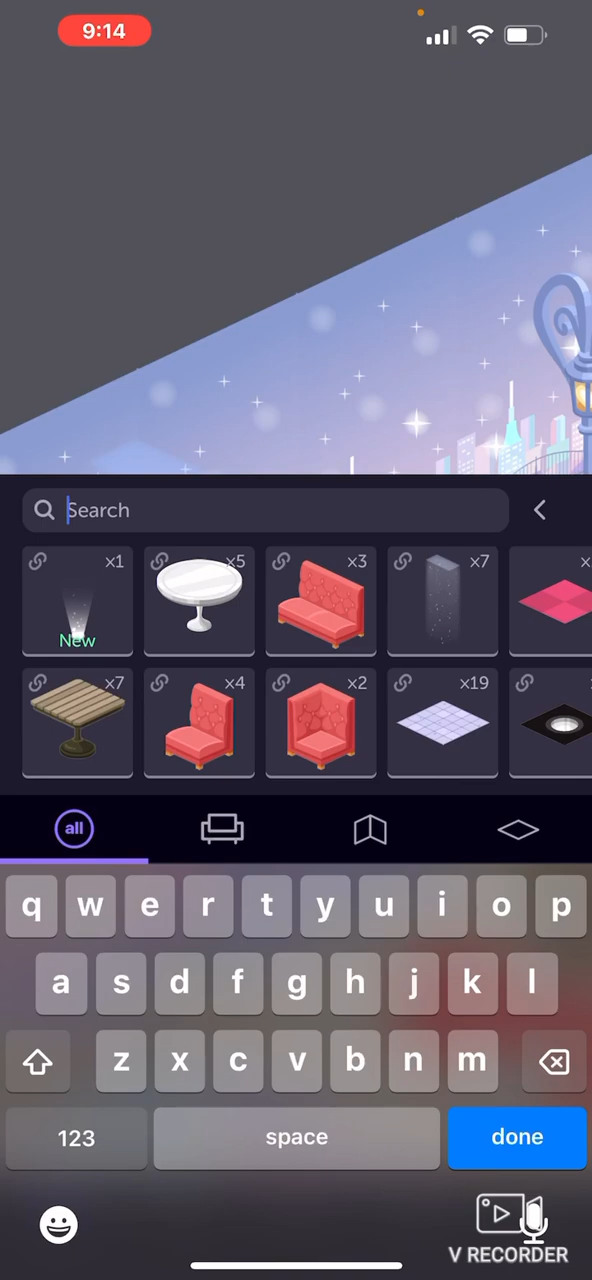 9:14
Search
x1
x5
x3
x7
New
x7
x4
x2
x19
all
q w e r t y u i o p
a s d f g h j k l
z x c v b n m
123 space done
V RECORDER